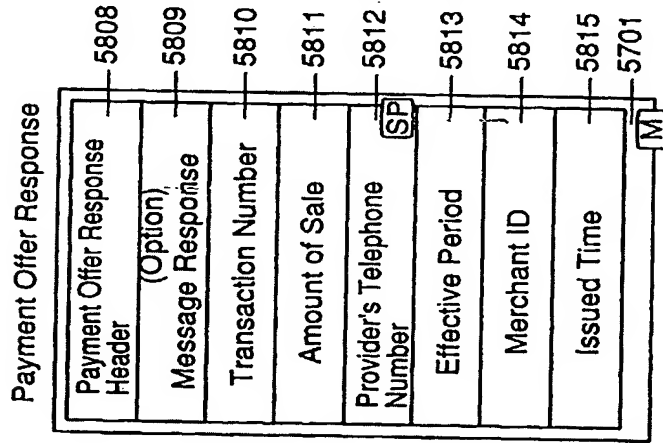 Payment Offer Response
Payment Offer Response
Header
5808
(Option)
Message Response
5809
Transaction Number
5810
Amount of Sale
5811
Provider's Telephone
Number
SP
5812
Effective Period
5813
Merchant ID
5814
Issued Time
5815
5701
M